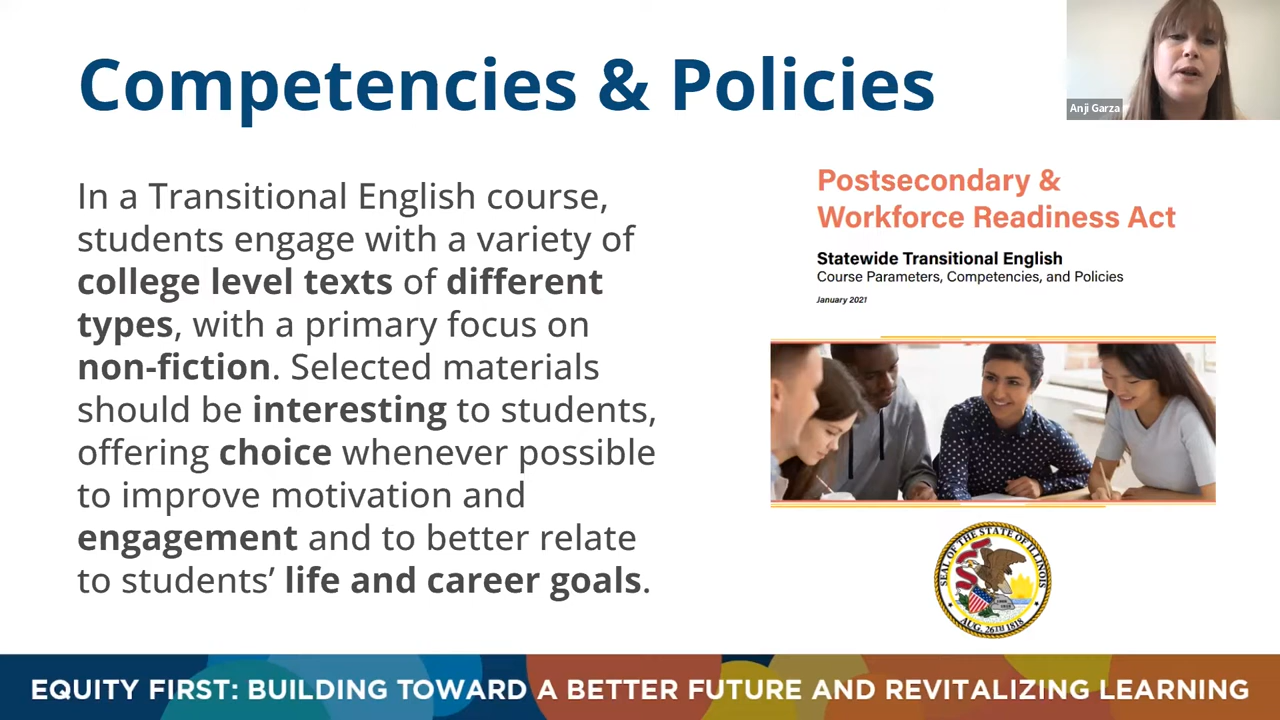 Competencies & Policies
Anji Garza
In a Transitional English course,
students engage with a variety of
college level texts of different
types, with a primary focus on
non-fiction. Selected materials
should be interesting to students,
offering choice whenever possible
to improve motivation and
engagement and to better relate
to students’ life and career goals.
Postsecondary &
Workforce Readiness Act
Statewide Transitional English
Course Parameters, Competencies, and Policies
January 2021
SEAL OF THE STATE OF ILLINOIS
AUG. 26TH 1818
EQUITY FIRST: BUILDING TOWARD A BETTER FUTURE AND REVITALIZING LEARNING